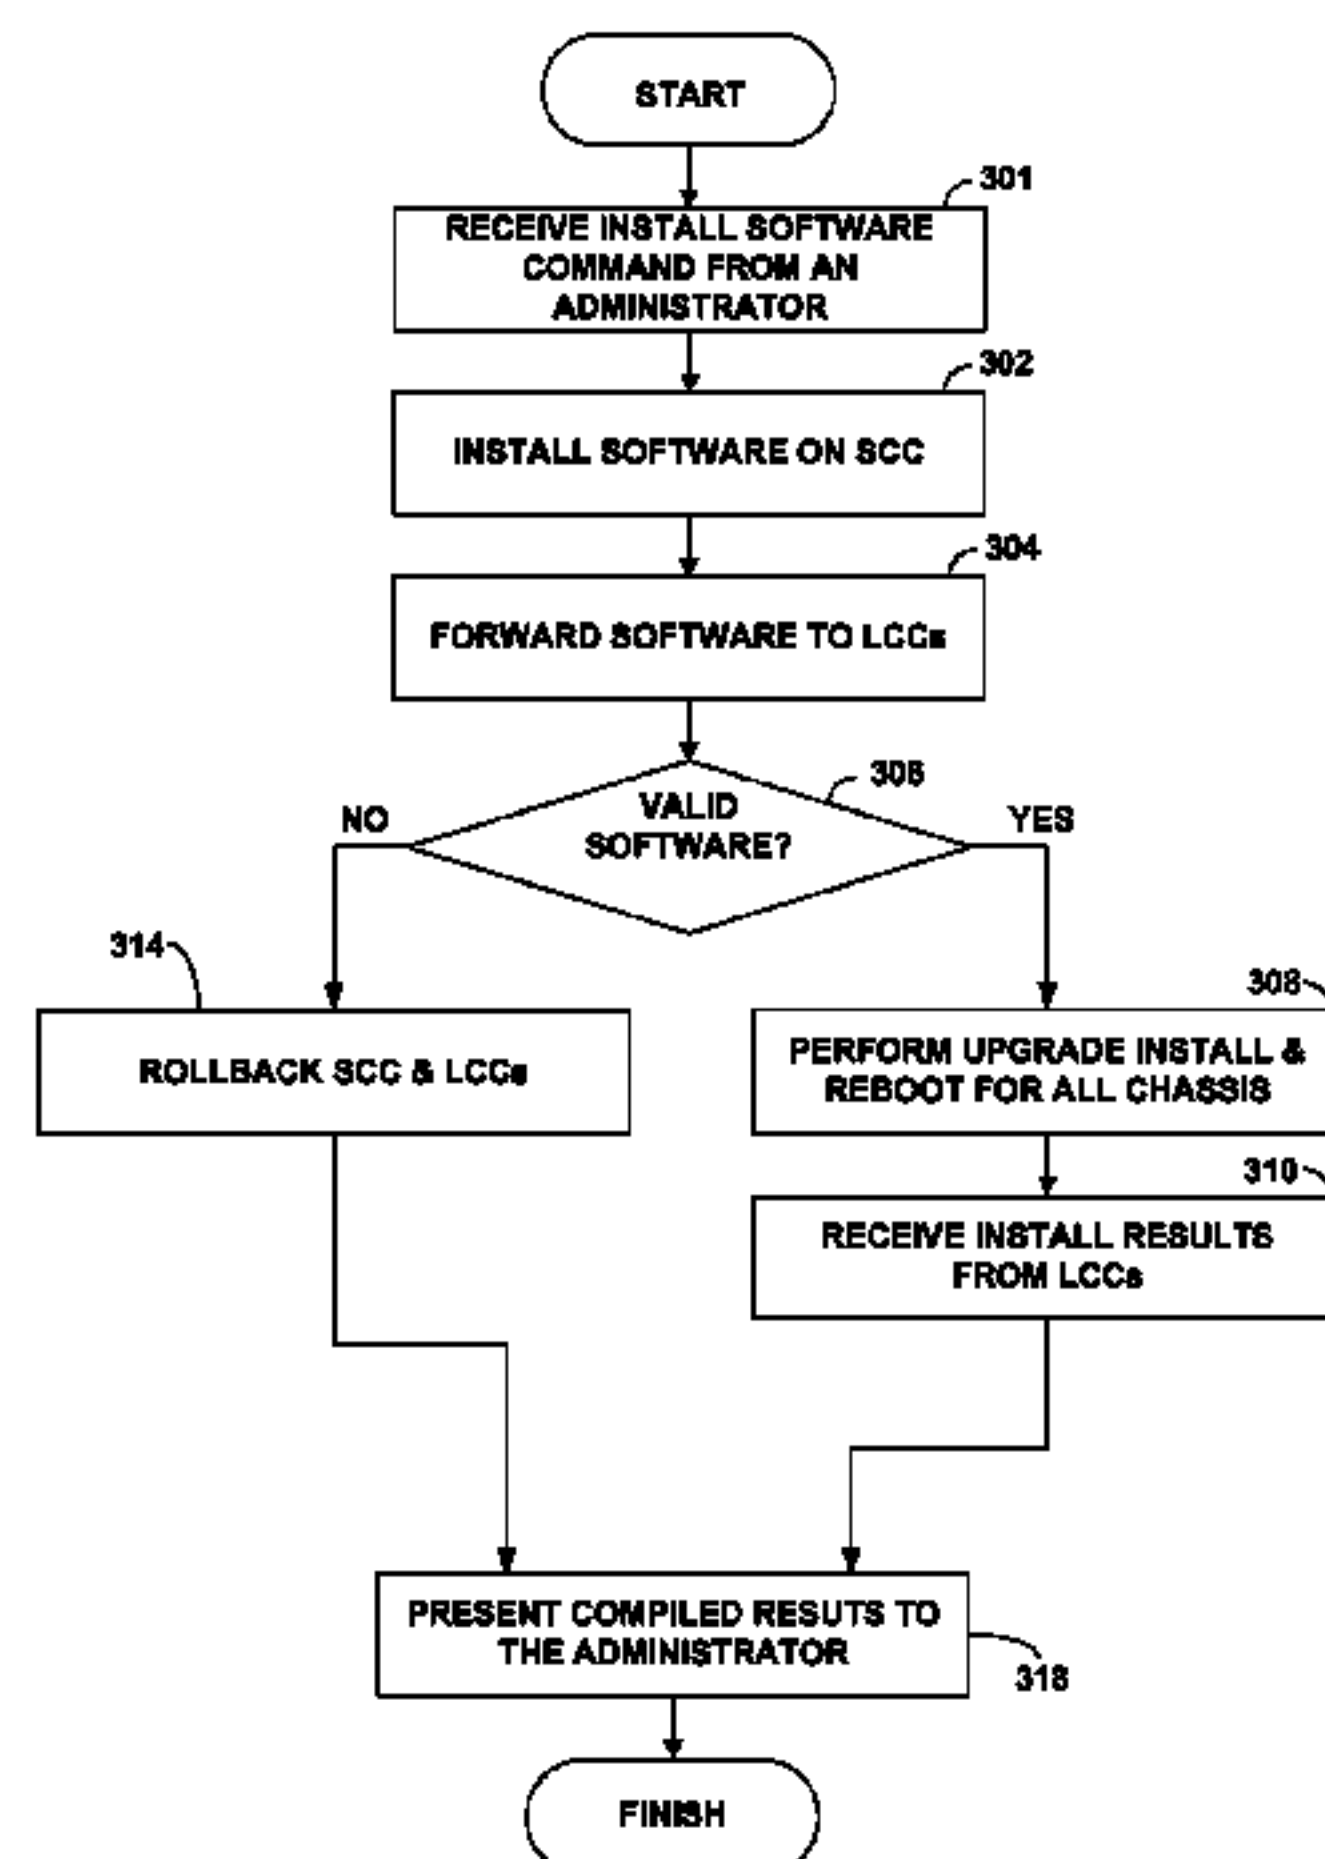 START
301
RECEIVE INSTALL SOFTWARE
COMMAND FROM AN
ADMINISTRATOR
302
INSTALL SOFTWARE ON SCC
304
FORWARD SOFTWARE TO LCCs
306
VALID
SOFTWARE?
NO
YES
314
ROLLBACK SCC & LCCs
308
PERFORM UPGRADE INSTALL &
REBOOT FOR ALL CHASSIS
310
RECEIVE INSTALL RESULTS
FROM LCCs
PRESENT COMPILED RESUTS TO
THE ADMINISTRATOR
318
FINISH